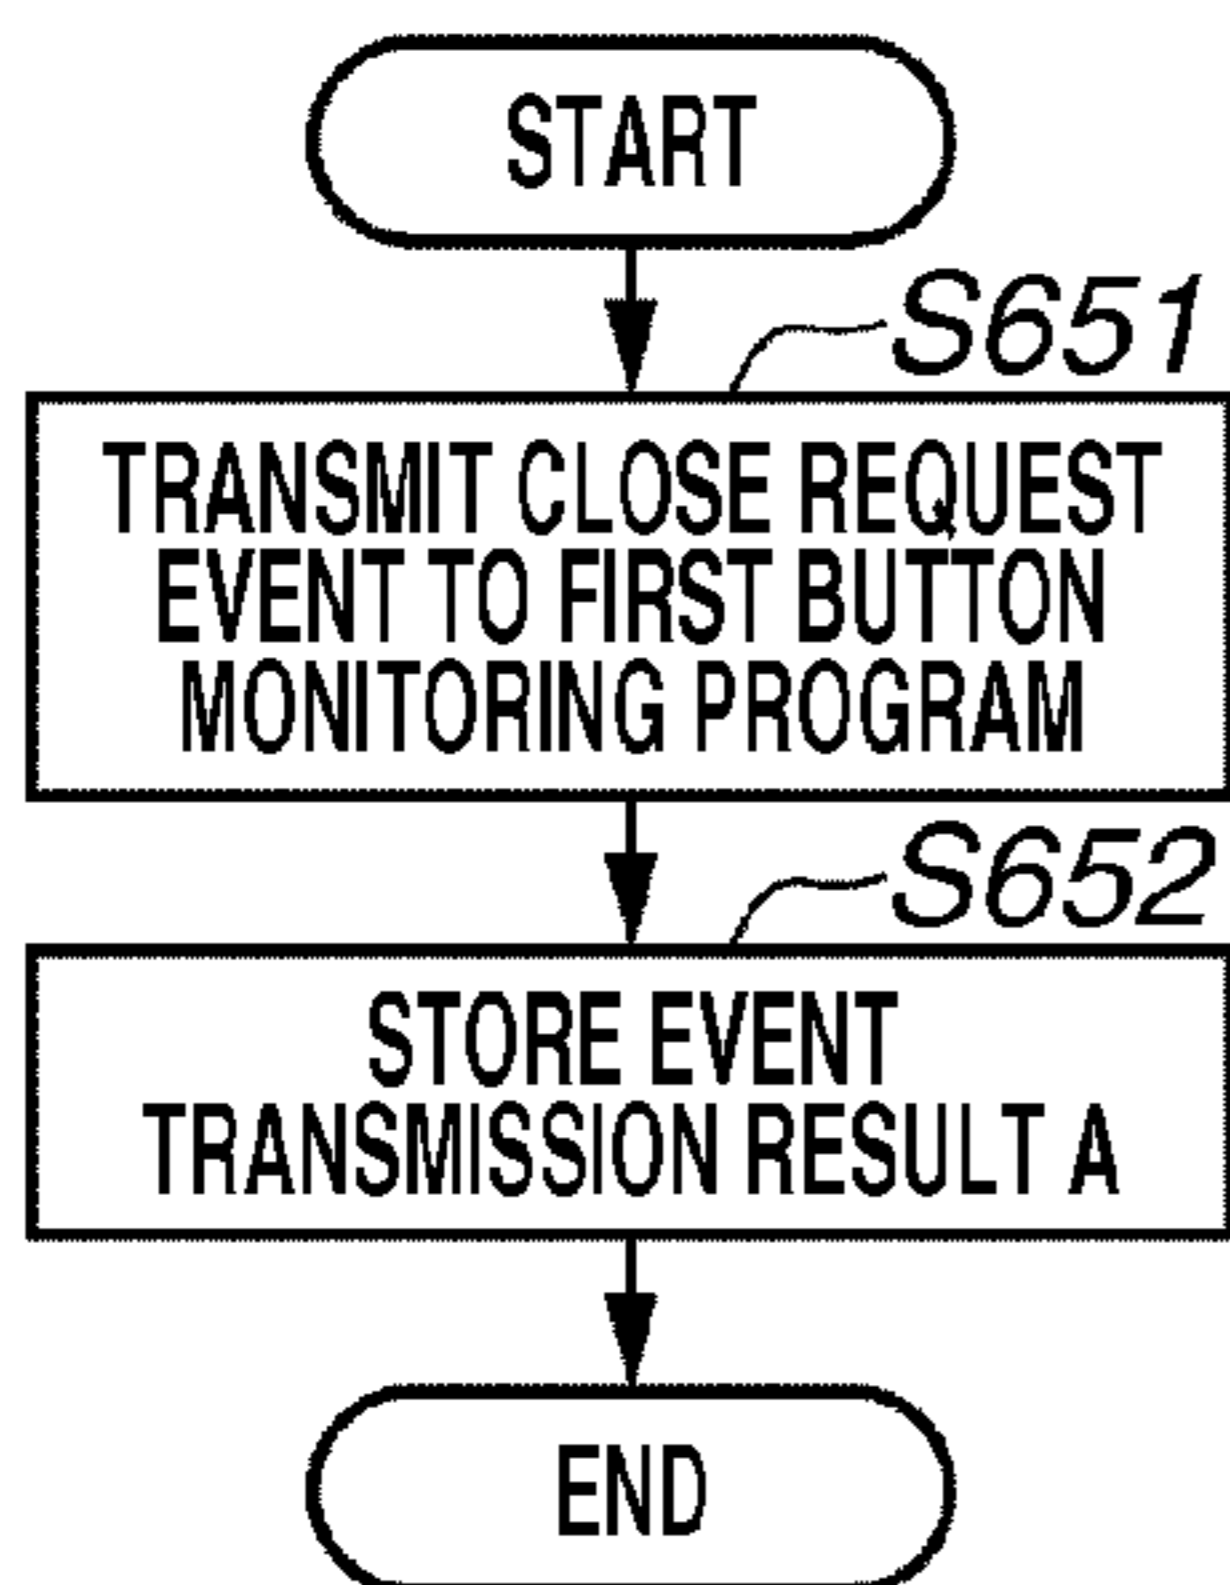 START
S651
TRANSMIT CLOSE REQUEST
EVENT TO FIRST BUTTON
MONITORING PROGRAM
S652
STORE EVENT
TRANSMISSION RESULT A
END